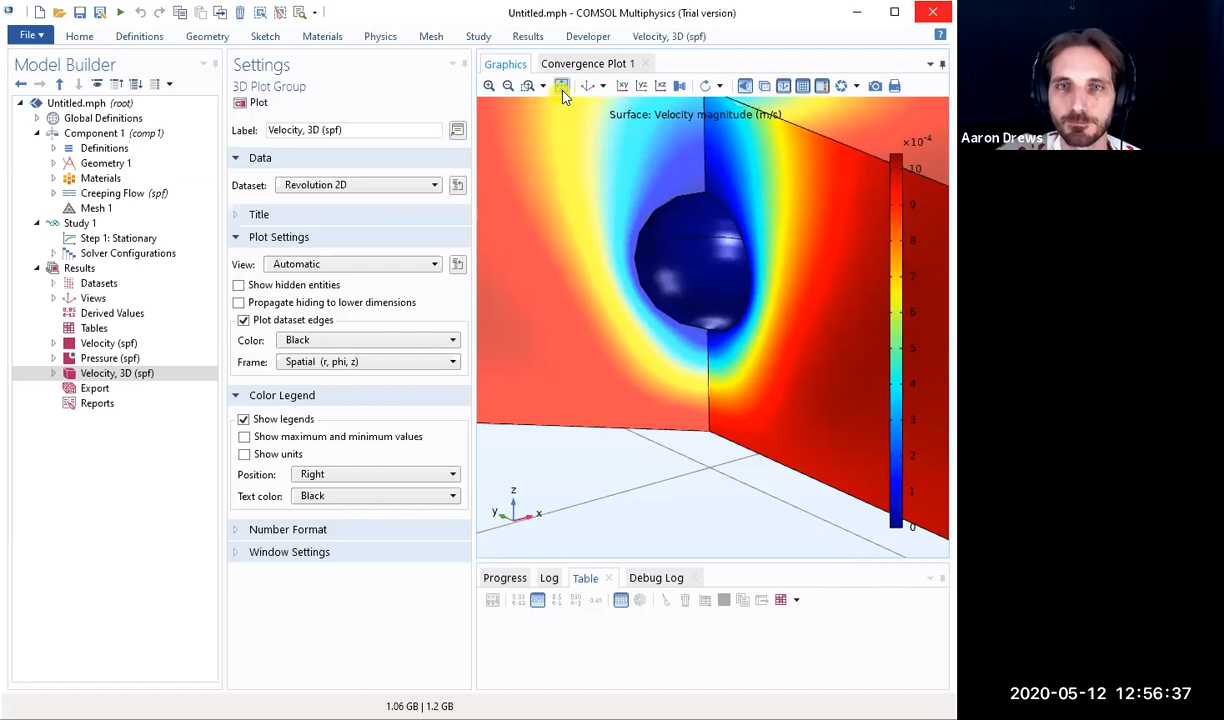 Untitled.mph - COMSOL Multiphysics (Trial version)
File
Home
Definitions
Geometry
Sketch
Materials
Physics
Mesh
Study
Results
Developer
Velocity, 3D (spf)
Model Builder
Untitled.mph (root)
Global Definitions
Component 1 (comp1)
Definitions
Geometry 1
Materials
Creeping Flow (spf)
Mesh 1
Study 1
Step 1: Stationary
Solver Configurations
Results
Datasets
Views
Derived Values
Tables
Velocity (spf)
Pressure (spf)
Velocity, 3D (spf)
Export
Reports
Settings
3D Plot Group
Plot
Label: Velocity, 3D (spf)
Data
Dataset: Revolution 2D
Title
Plot Settings
View: Automatic
Show hidden entities
Propagate hiding to lower dimensions
Plot dataset edges
Color: Black
Frame: Spatial (r, phi, z)
Color Legend
Show legends
Show maximum and minimum values
Show units
Position: Right
Text color: Black
Number Format
Window Settings
Graphics
Convergence Plot 1
Surface: Velocity magnitude (m/s)
×10⁻⁴
10
9
8
7
6
5
4
3
2
1
0
z
y
x
Progress
Log
Table
Debug Log
1.06 GB | 1.2 GB
Aaron Drews
2020-05-12 12:56:37